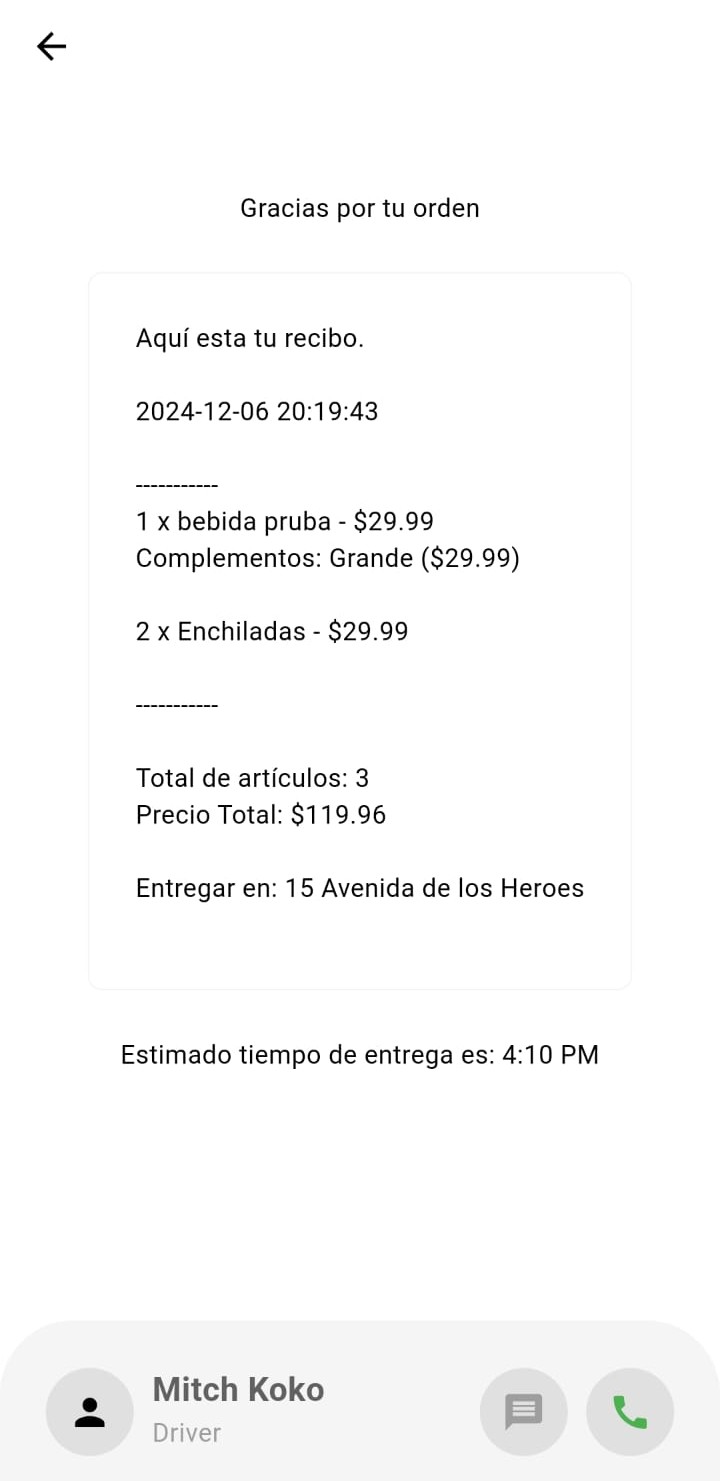 Gracias por tu orden
Aquí esta tu recibo.
2024-12-06 20:19:43
-----------
1 x bebida pruba - $29.99
Complementos: Grande ($29.99)
2 x Enchiladas - $29.99
-----------
Total de artículos: 3
Precio Total: $119.96
Entregar en: 15 Avenida de los Heroes
Estimado tiempo de entrega es: 4:10 PM
Mitch Koko
Driver